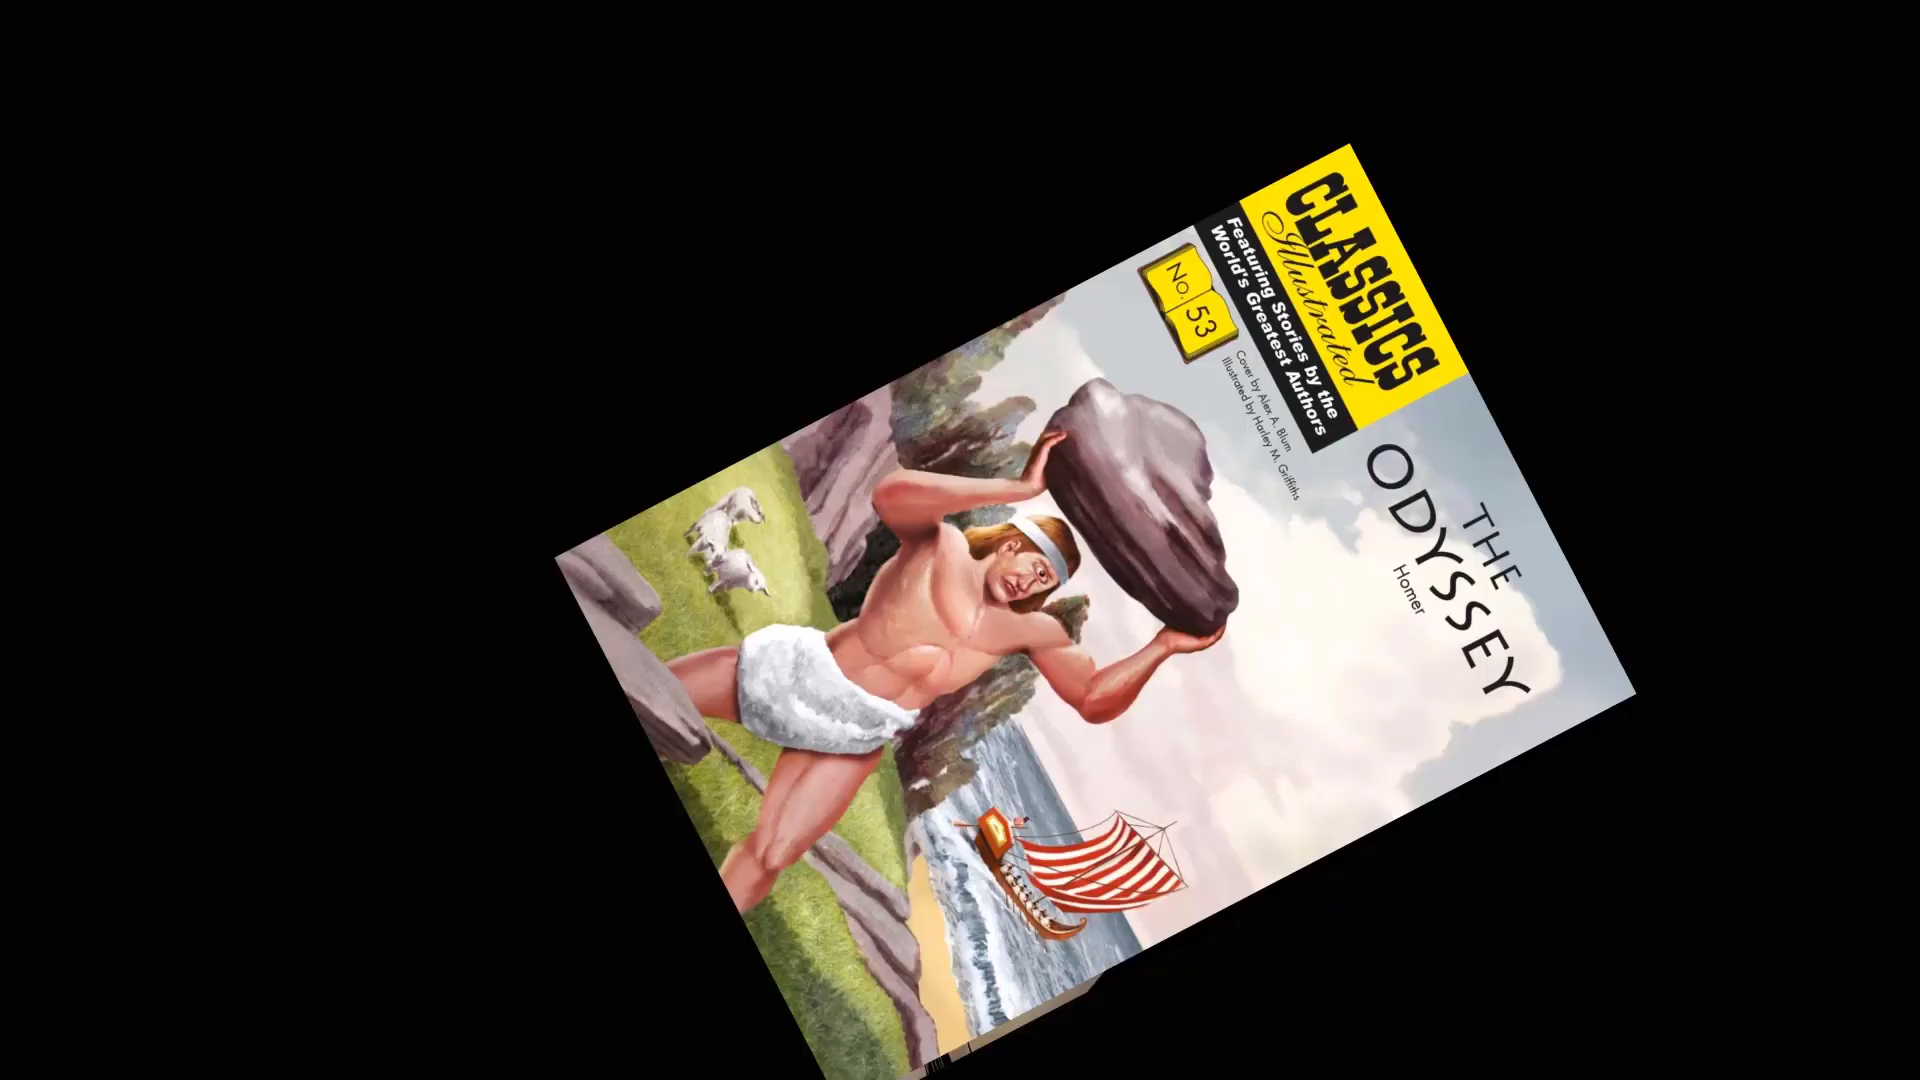 CLASSICS
Illustrated
Featuring Stories by the
World's Greatest Authors
No. 53
Cover by Alex A. Blum
Illustrated by Harley M. Griffiths
THE
ODYSSEY
Homer